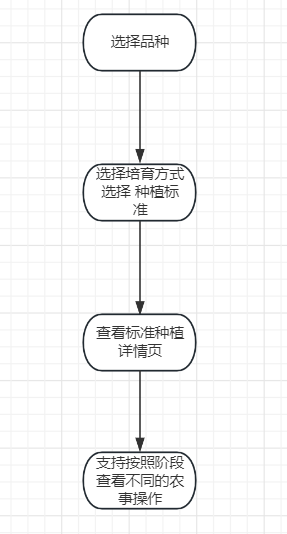 选择品种
选择培育方式
选择 种植标
准
查看标准种植
详情页
支持按照阶段
查看不同的农
事操作